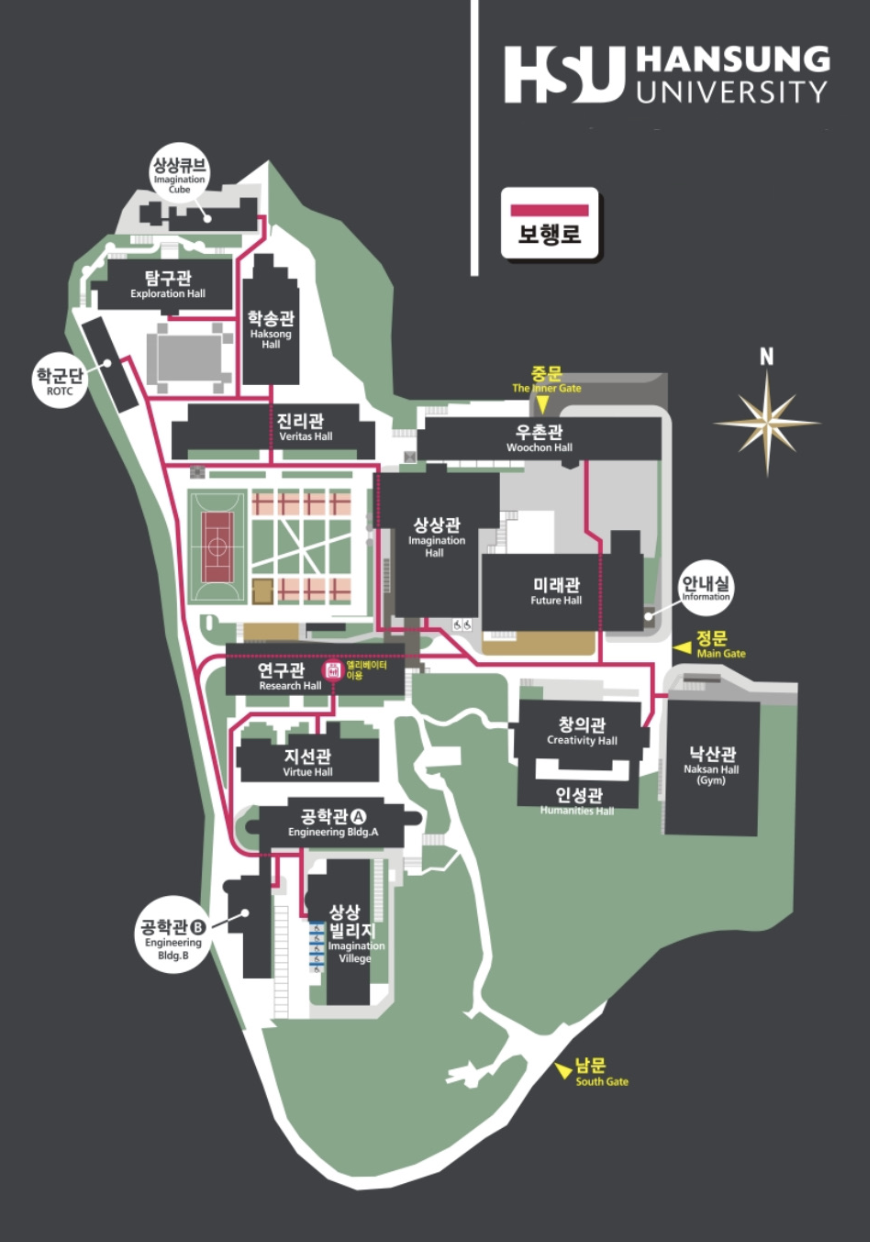 HSU HANSUNG
UNIVERSITY
보행로
상상큐브
Imagination
Cube
탐구관
Exploration Hall
학송관
Haksong
Hall
학군단
ROTC
진리관
Veritas Hall
중문
The Inner Gate
우촌관
Woochon Hall
N
상상관
Imagination
Hall
미래관
Future Hall
안내실
Information
정문
Main Gate
연구관
Research Hall
엘리베이터
이용
창의관
Creativity Hall
낙산관
Naksan Hall
(Gym)
지선관
Virtue Hall
인성관
Humanities Hall
공학관 A
Engineering Bldg.A
공학관 B
Engineering
Bldg.B
상상
빌리지
Imagination
Villege
남문
South Gate